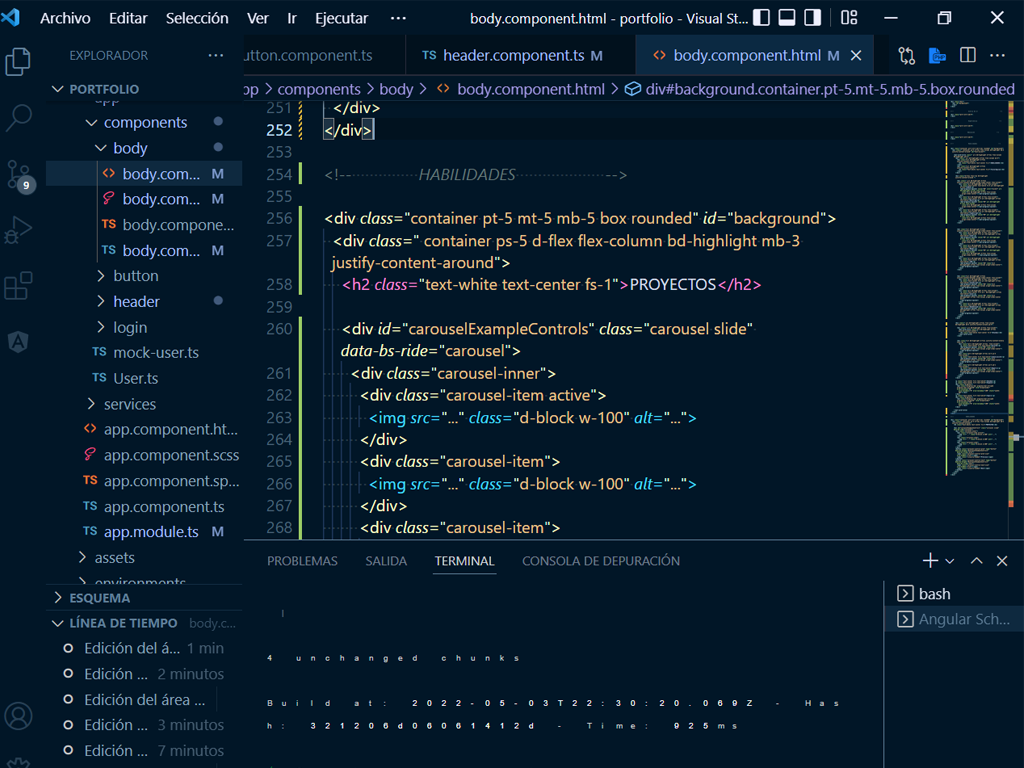 Archivo Editar Selección Ver Ir Ejecutar ··· body.component.html - portfolio - Visual St...
EXPLORADOR ···
PORTFOLIO
app
components
body
body.com... M
body.com... M
TS body.compone...
TS body.com... M
button
header
login
TS mock-user.ts
TS User.ts
services
app.component.ht...
app.component.scss
TS app.component.sp...
TS app.component.ts
TS app.module.ts M
assets
environments
ESQUEMA
LÍNEA DE TIEMPO body.c...
Edición del á... 1 min
Edición ... 2 minutos
Edición del área ...
Edición ... 3 minutos
Edición ... 7 minutos
9
utton.component.ts TS header.component.ts M <> body.component.html M
pp > components > body > <> body.component.html > div#background.container.pt-5.mt-5.mb-5.box.rounded
251 </div>
252 </div>
253
254 <!-- HABILIDADES -->
255
256 <div class="container pt-5 mt-5 mb-5 box rounded" id="background">
257 <div class=" container ps-5 d-flex flex-column bd-highlight mb-3
justify-content-around">
258 <h2 class="text-white text-center fs-1">PROYECTOS</h2>
259
260 <div id="carouselExampleControls" class="carousel slide"
data-bs-ride="carousel">
261 <div class="carousel-inner">
262 <div class="carousel-item active">
263 <img src="..." class="d-block w-100" alt="...">
264 </div>
265 <div class="carousel-item">
266 <img src="..." class="d-block w-100" alt="...">
267 </div>
268 <div class="carousel-item">
PROBLEMAS SALIDA TERMINAL CONSOLA DE DEPURACIÓN
4 unchanged chunks
Build at: 2022-05-03T22:30:20.069Z - Has
h: 321206d06061412d - Time: 925ms
bash
Angular Sch...